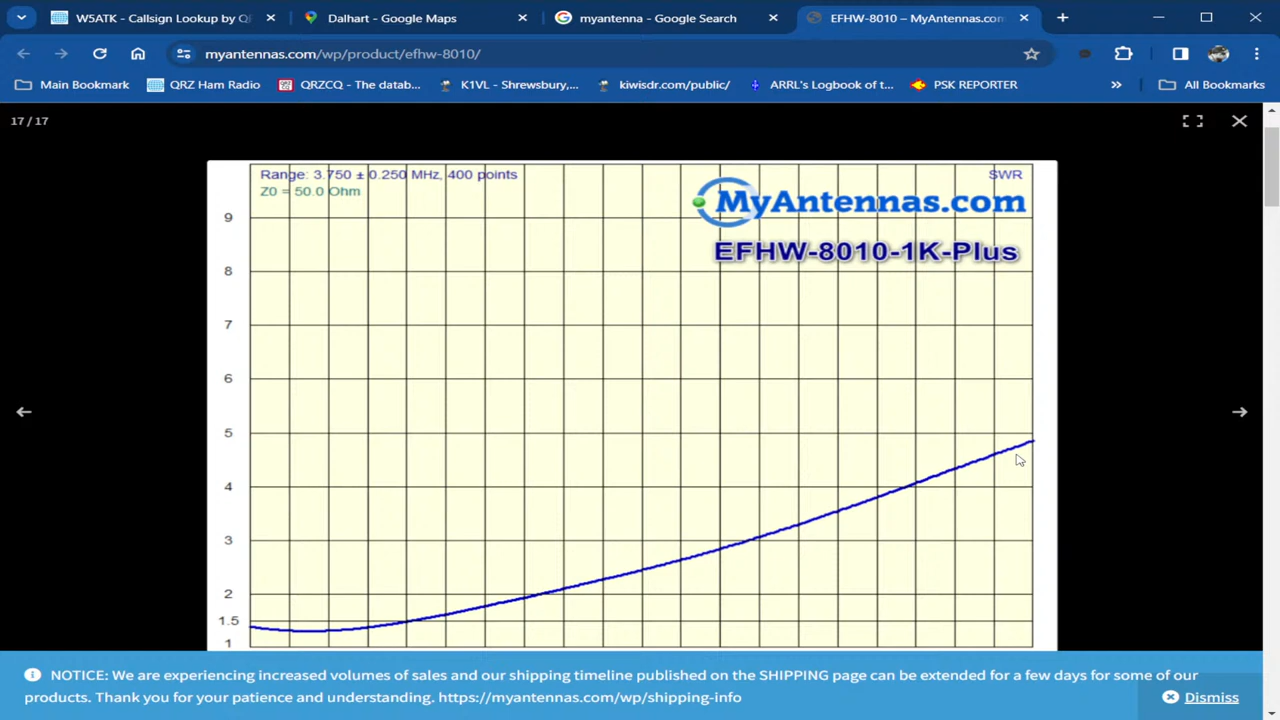 W5ATK - Callsign Lookup by Q
Dalhart - Google Maps
myantenna - Google Search
EFHW-8010 – MyAntennas.com
myantennas.com/wp/product/efhw-8010/
Main Bookmark
QRZ Ham Radio
QRZCQ - The datab...
K1VL - Shrewsbury,...
kiwisdr.com/public/
ARRL's Logbook of t...
PSK REPORTER
»
All Bookmarks
17 / 17
Range: 3.750 ± 0.250 MHz, 400 points
SWR
Z0 = 50.0 Ohm
MyAntennas.com
EFHW-8010-1K-Plus
9
8
7
6
5
4
3
2
1.5
1
NOTICE: We are experiencing increased volumes of sales and our shipping timeline published on the SHIPPING page can be extended for a few days for some of our
products. Thank you for your patience and understanding. https://myantennas.com/wp/shipping-info
Dismiss